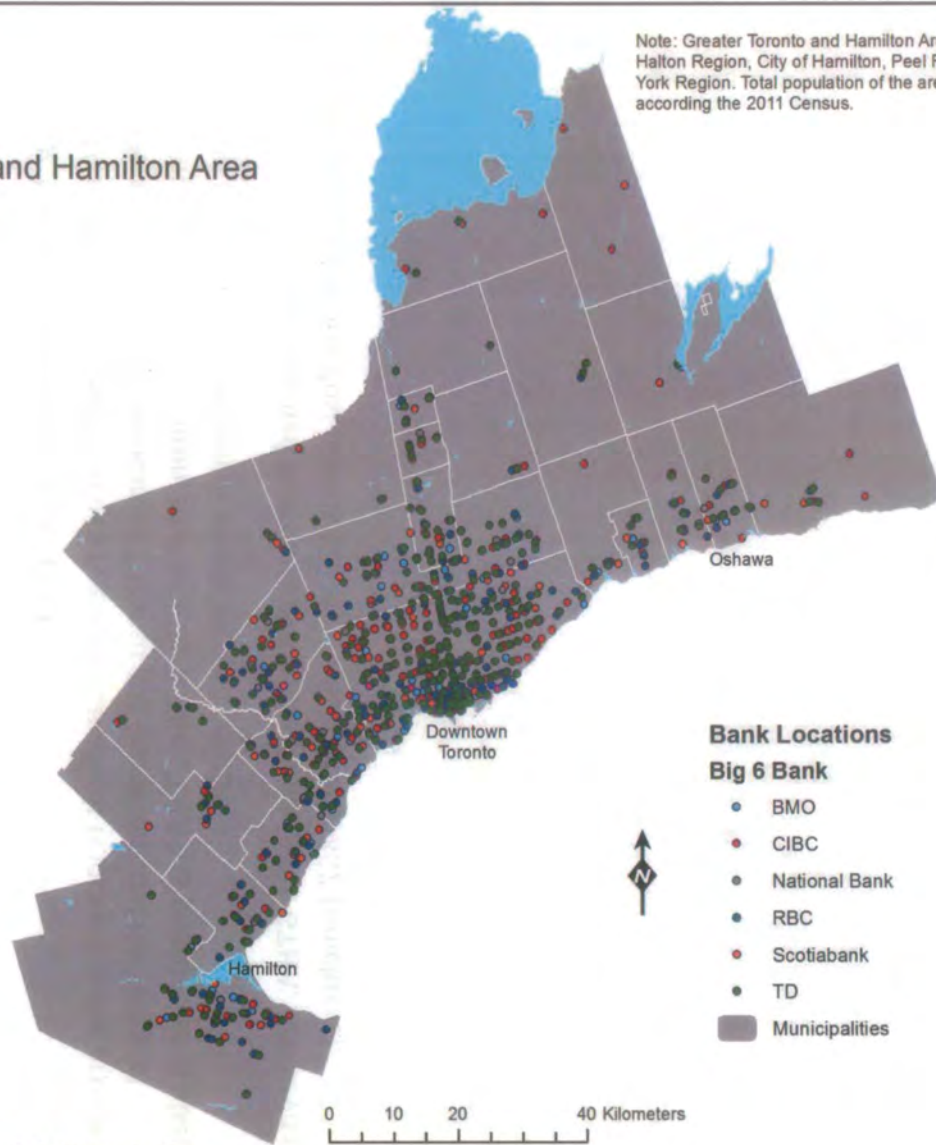 Note: Greater Toronto and Hamilton Ar
Halton Region, City of Hamilton, Peel
York Region. Total population of the are
according the 2011 Census.
and Hamilton Area
Oshawa
Downtown
Toronto
Hamilton
Bank Locations
Big 6 Bank
BMO
CIBC
National Bank
RBC
Scotiabank
TD
Municipalities
N
0 10 20 40 Kilometers